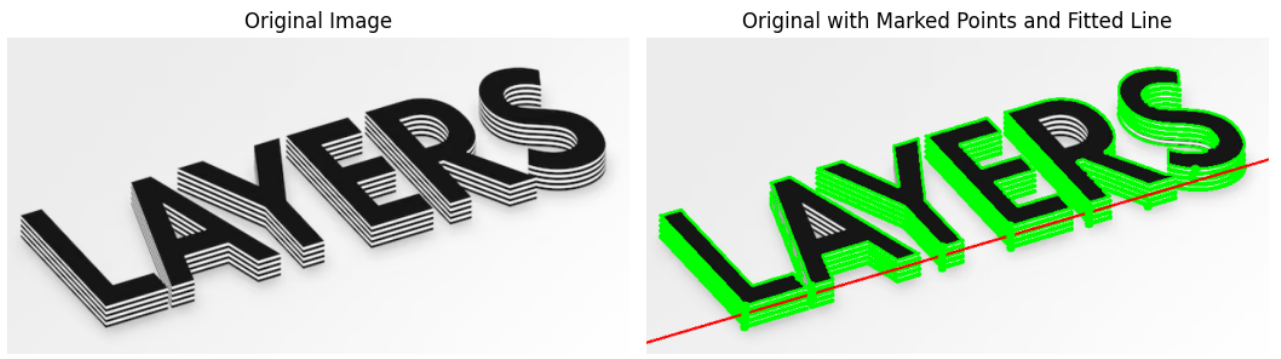 Original Image
Original with Marked Points and Fitted Line
LAYERS
LAYERS